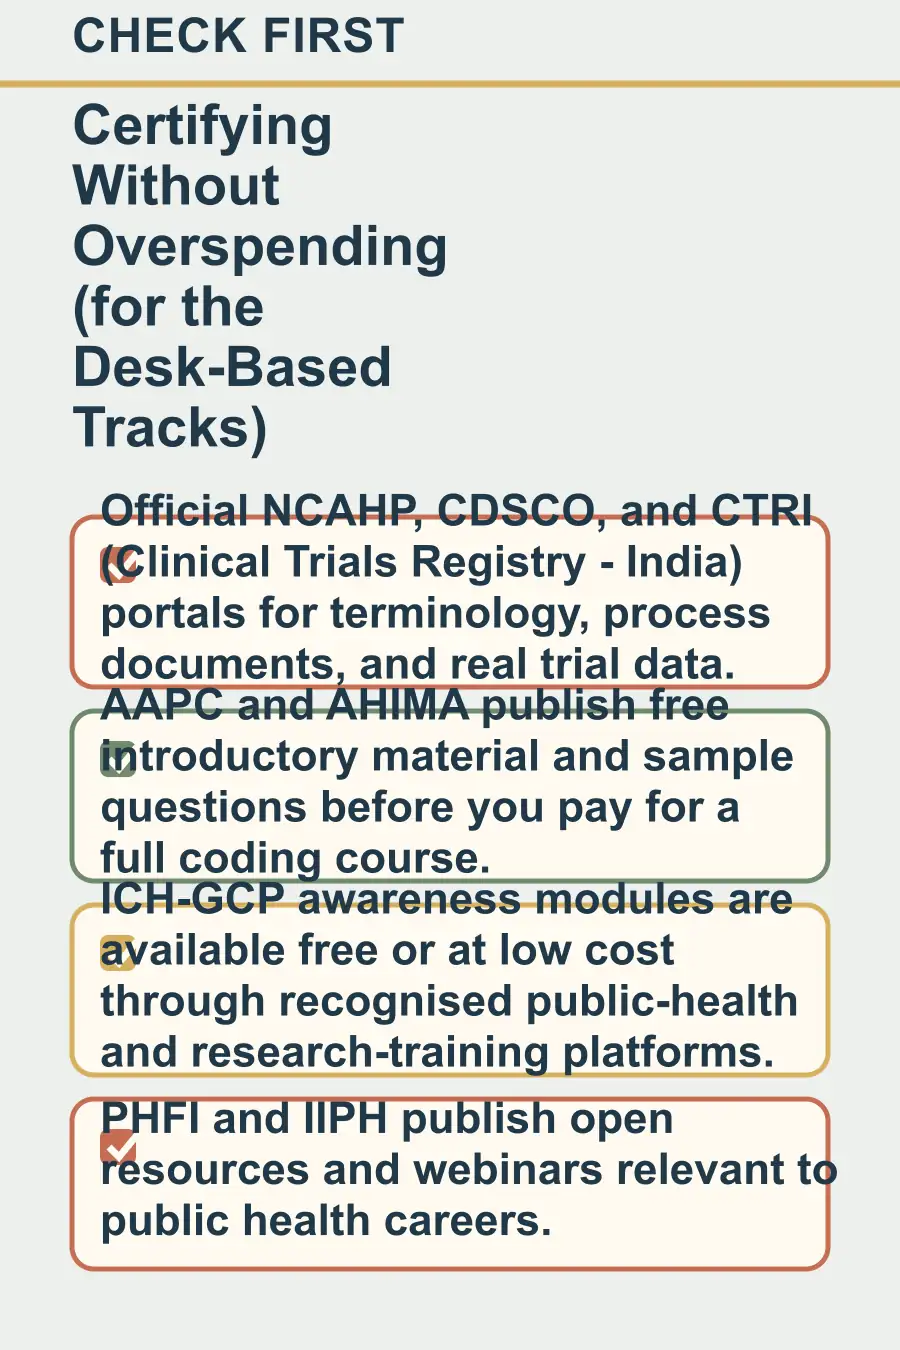 CHECK FIRST
Certifying
Without
Overspending
(for the
Desk-Based
Tracks)
Official NCAHP, CDSCO, and CTRI
(Clinical Trials Registry - India)
portals for terminology, process
documents, and real trial data.
AAPC and AHIMA publish free
introductory material and sample
questions before you pay for a
full coding course.
ICH-GCP awareness modules are
available free or at low cost
through recognised public-health
and research-training platforms.
PHFI and IIPH publish open
resources and webinars relevant to
public health careers.